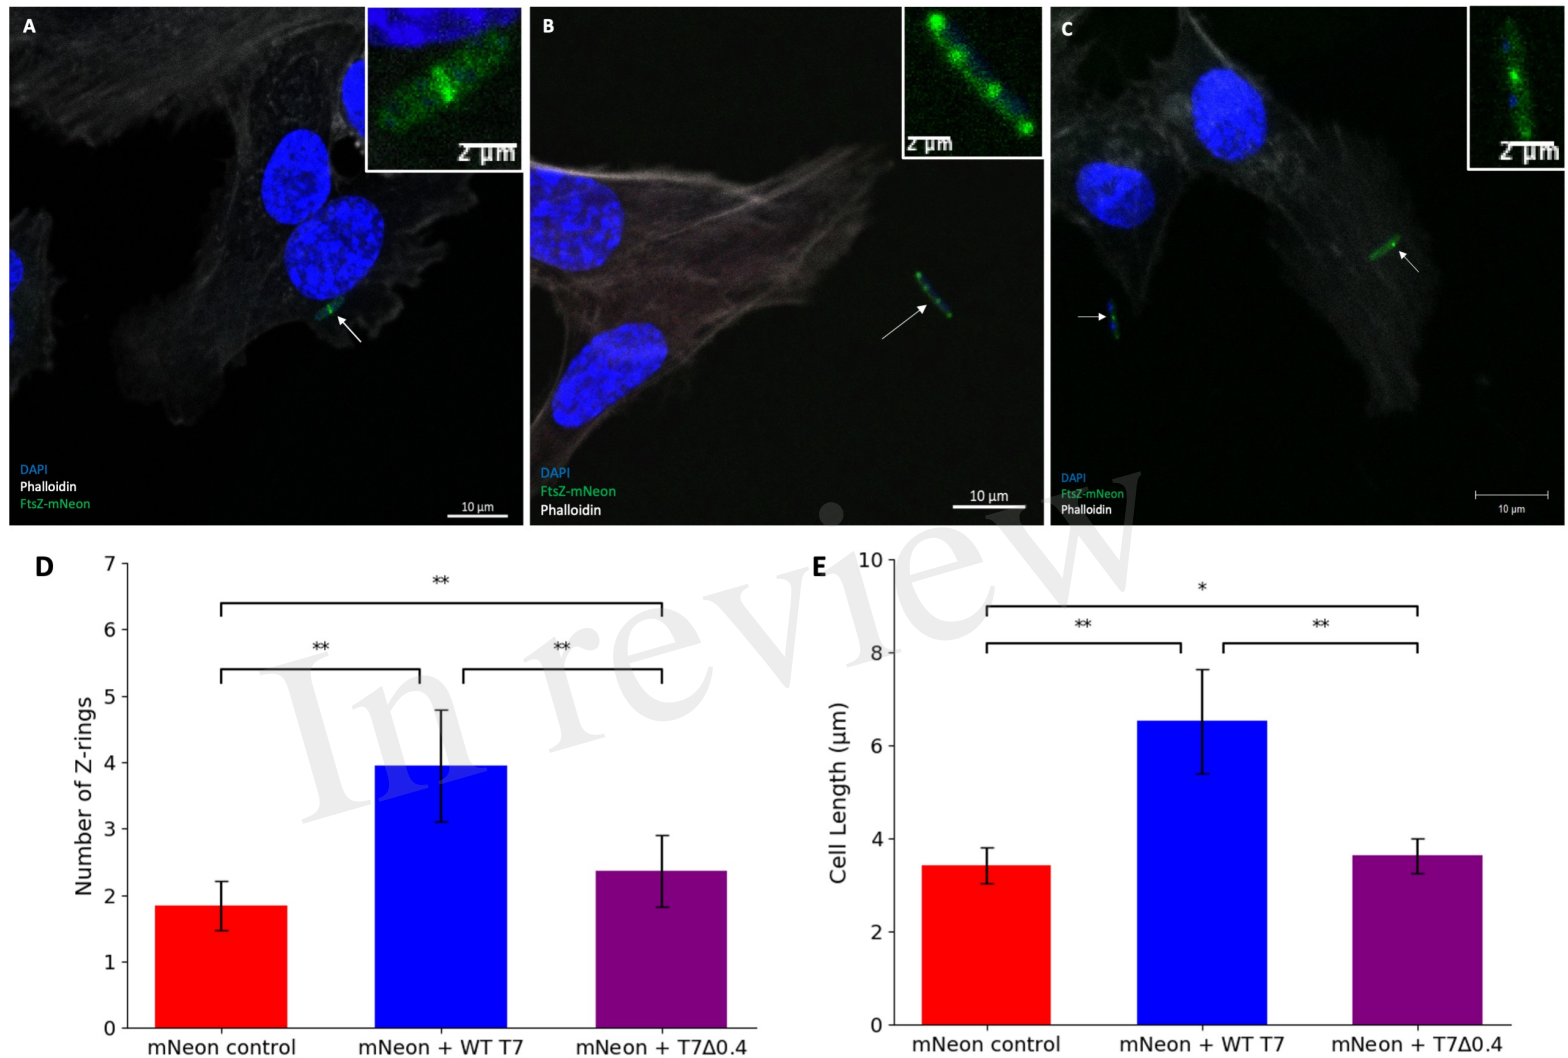 A
2 µm
DAPI
Phalloidin
FtsZ-mNeon
10 µm
B
2 µm
DAPI
FtsZ-mNeon
Phalloidin
10 µm
C
2 µm
DAPI
FtsZ-mNeon
Phalloidin
10 µm
In review
D
Number of Z-rings
7
6
5
4
3
2
1
0
**
**
**
mNeon control
mNeon + WT T7
mNeon + T7Δ0.4
E
Cell Length (µm)
10
8
6
4
2
0
*
**
**
mNeon control
mNeon + WT T7
mNeon + T7Δ0.4